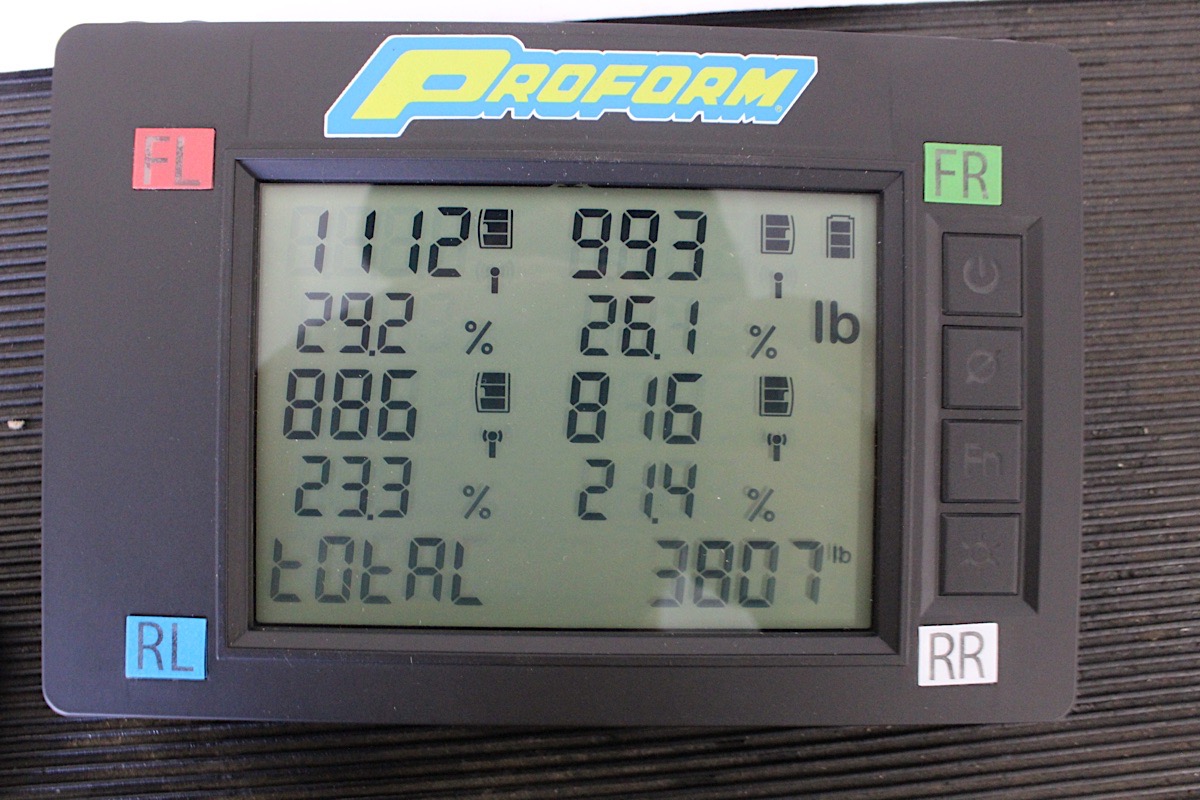 PROFORM®
FL FR
1112 993
29.2 % 26.1 % lb
886 816
23.3 % 21.4 %
Fn
tOtAL 3807 lb
RL RR